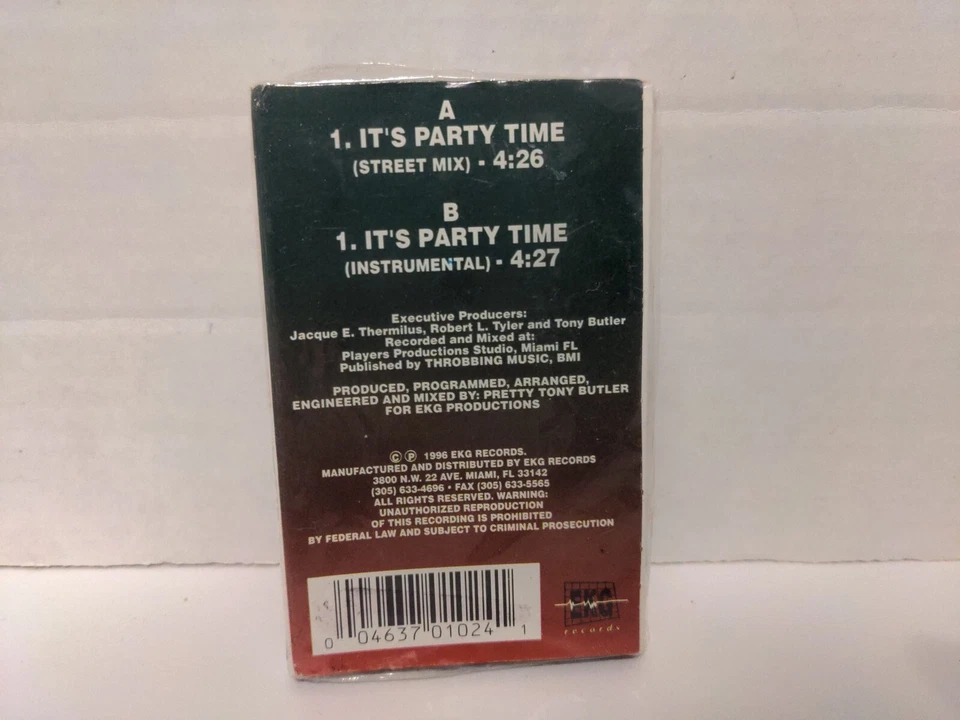 A
1. IT'S PARTY TIME
(STREET MIX) - 4:26
B
1. IT'S PARTY TIME
(INSTRUMENTAL) - 4:27
Executive Producers:
Jacque E. Thermilus, Robert L. Tyler and Tony Butler
Recorded and Mixed at:
Players Productions Studio, Miami FL
Published by THROBBING MUSIC, BMI
PRODUCED, PROGRAMMED, ARRANGED,
ENGINEERED AND MIXED BY: PRETTY TONY BUTLER
FOR EKG PRODUCTIONS
©℗ 1996 EKG RECORDS.
MANUFACTURED AND DISTRIBUTED BY EKG RECORDS
3800 N.W. 22 AVE. MIAMI, FL 33142
(305) 633-4696 • FAX (305) 633-5565
ALL RIGHTS RESERVED. WARNING:
UNAUTHORIZED REPRODUCTION
OF THIS RECORDING IS PROHIBITED
BY FEDERAL LAW AND SUBJECT TO CRIMINAL PROSECUTION
0 04637 01024 1
EKG
records